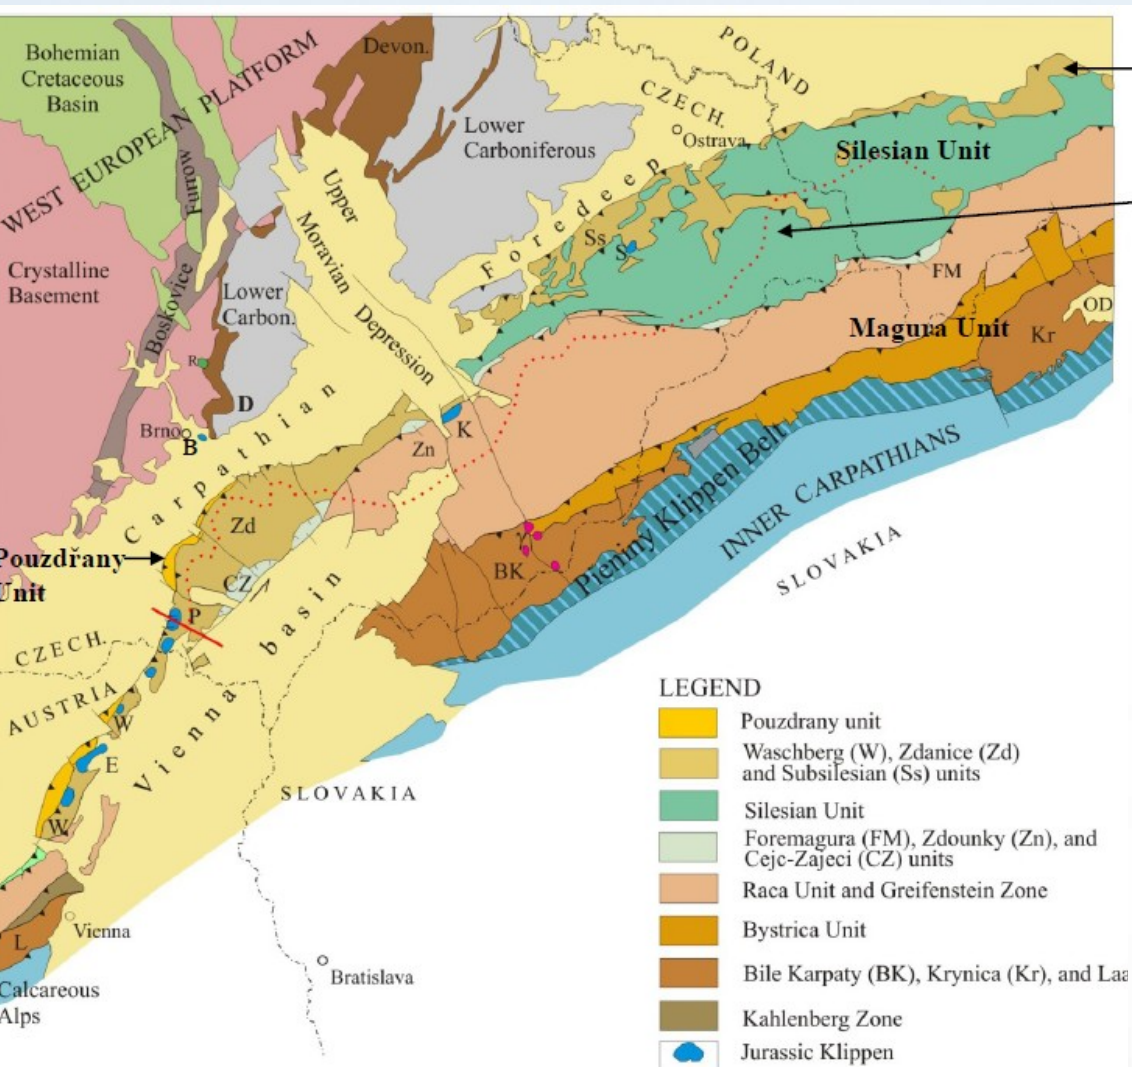 Bohemian
Cretaceous
Basin
WEST EUROPEAN PLATFORM
Devon.
POLAND
CZECH.
Ostrava
Lower
Carboniferous
Silesian Unit
Furrow
Boskovice
Upper
Moravian
Depression
Foredeep
Ss
S
Crystalline
Basement
Lower
Carbon.
FM
OD
Magura Unit
Kr
R
D
Brno
B
K
Zn
Carpathian
Zd
Pouzdřany
Unit
CZ
P
BK
Pieniny Klippen Belt
INNER CARPATHIANS
SLOVAKIA
CZECH.
AUSTRIA
Vienna basin
W
E
W
SLOVAKIA
Vienna
L
Bratislava
Calcareous
Alps
LEGEND
Pouzdrany unit
Waschberg (W), Zdanice (Zd)
and Subsilesian (Ss) units
Silesian Unit
Foremagura (FM), Zdounky (Zn), and
Cejc-Zajeci (CZ) units
Raca Unit and Greifenstein Zone
Bystrica Unit
Bile Karpaty (BK), Krynica (Kr), and Laa
Kahlenberg Zone
Jurassic Klippen